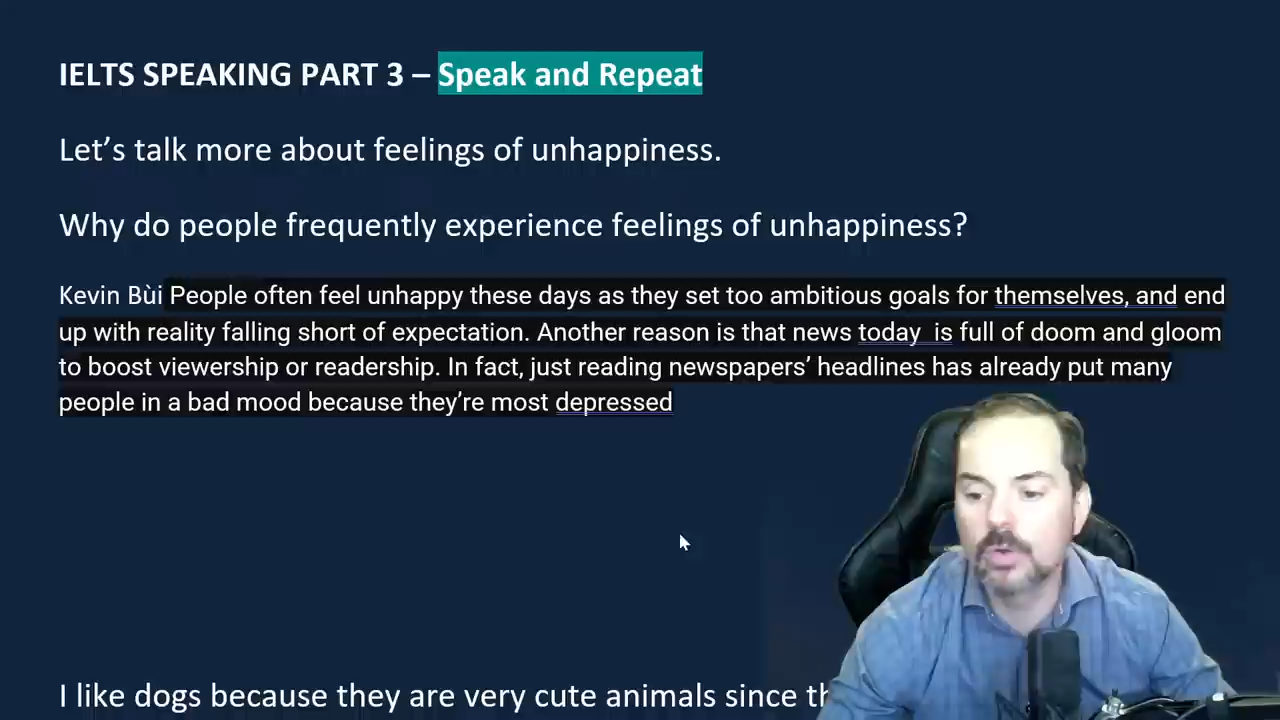 IELTS SPEAKING PART 3 – Speak and Repeat
Let's talk more about feelings of unhappiness.
Why do people frequently experience feelings of unhappiness?
Kevin Bùi People often feel unhappy these days as they set too ambitious goals for themselves, and end
up with reality falling short of expectation. Another reason is that news today  is full of doom and gloom
to boost viewership or readership. In fact, just reading newspapers’ headlines has already put many
people in a bad mood because they’re most depressed
I like dogs because they are very cute animals since